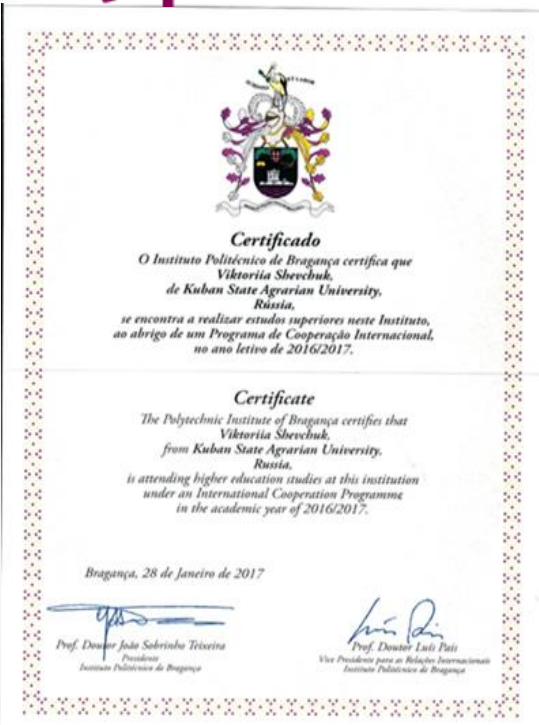 Certificado
O Instituto Politécnico de Bragança certifica que
Viktoriia Shevchuk,
de Kuban State Agrarian University,
Rússia,
se encontra a realizar estudos superiores neste Instituto,
ao abrigo de um Programa de Cooperação Internacional,
no ano letivo de 2016/2017.
Certificate
The Polytechnic Institute of Bragança certifies that
Viktoriia Shevchuk,
from Kuban State Agrarian University,
Russia,
is attending higher education studies at this institution
under an International Cooperation Programme
in the academic year of 2016/2017.
Bragança, 28 de Janeiro de 2017
Prof. Doutor João Sobrinho Teixeira
Presidente
Instituto Politécnico de Bragança
Prof. Doutor Luís Pais
Vice Presidente para as Relações Internacionais
Instituto Politécnico de Bragança